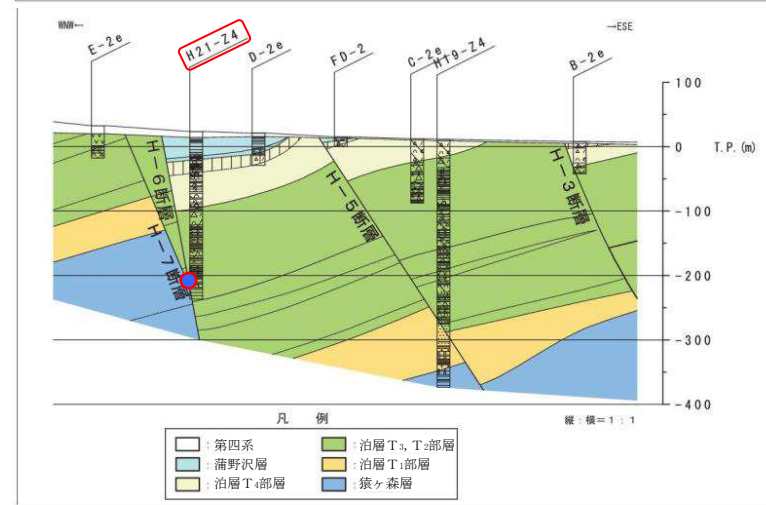 WNW←
→ESE
E-2e
H21-Z4
D-2e
FD-2
C-2e
H19-Z4
B-2e
100
0
T.P.(m)
-100
-200
-300
-400
H-6断層
H-7断層
H-5断層
H-3断層
凡 例
縦:横=1:1
:第四系
:蒲野沢層
:泊層T4部層
:泊層T3,T2部層
:泊層T1部層
:猿ヶ森層